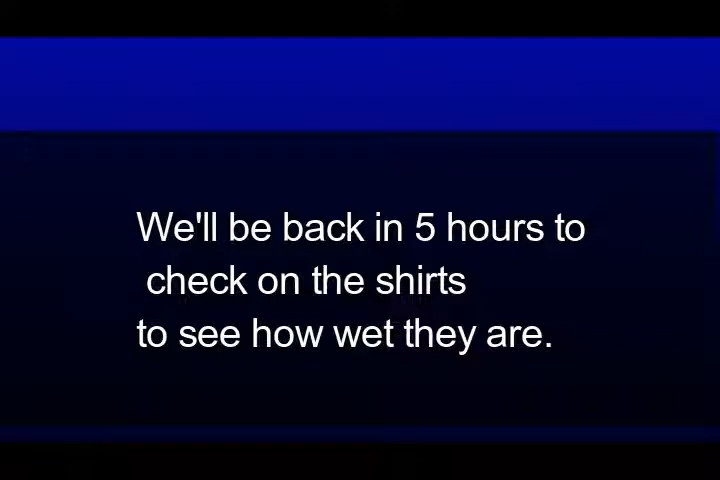 We'll be back in 5 hours to
check on the shirts
to see how wet they are.